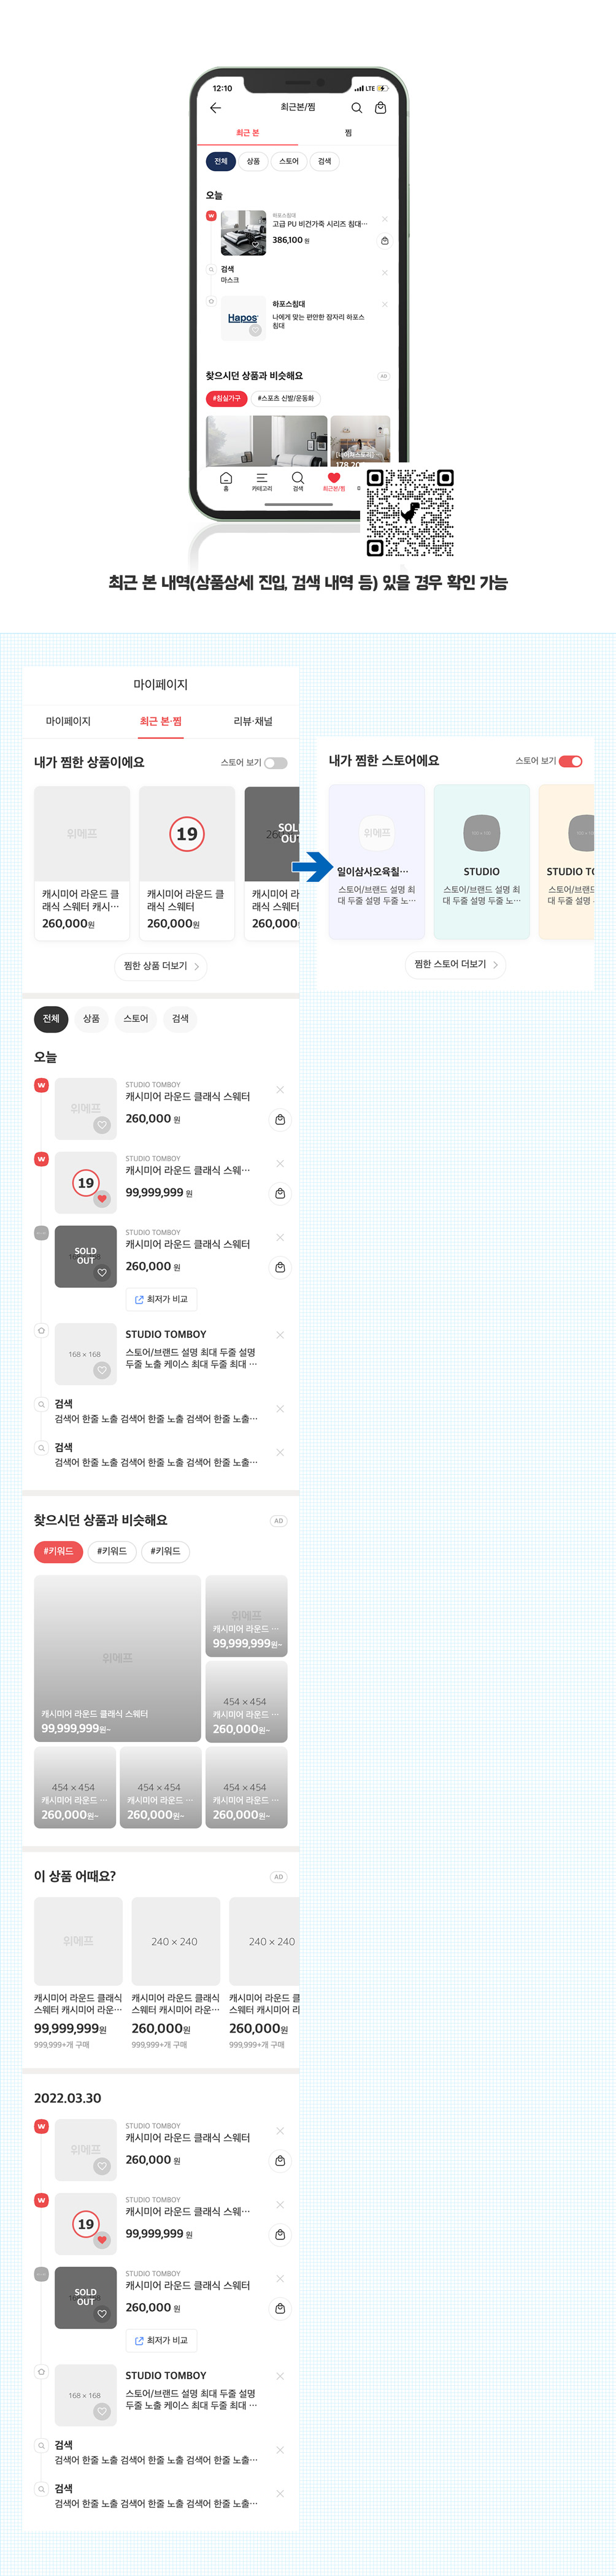 12:10
LTE
최근본/찜
최근 본
찜
전체
상품
스토어
검색
오늘
하포스침대
고급 PU 비건가죽 시리즈 침대…
386,100 원
검색
마스크
Hapos
하포스침대
나에게 맞는 편안한 잠자리 하포스
침대
찾으시던 상품과 비슷해요
AD
#침실가구
#스포츠 신발/운동화
홈
카테고리
검색
최근본/찜
최근 본 내역(상품상세 진입, 검색 내역 등) 있을 경우 확인 가능
마이페이지
마이페이지
최근 본·찜
리뷰·채널
내가 찜한 상품이에요
스토어 보기
위메프
19
SOL
OUT
캐시미어 라운드 클
래식 스웨터 캐시…
260,000원
캐시미어 라운드 클
래식 스웨터
260,000원
캐시미어 라
래식 스웨터
260,000
찜한 상품 더보기
내가 찜한 스토어에요
스토어 보기
위메프
일이삼사오육칠…
스토어/브랜드 설명 최
대 두줄 설명 두줄 노…
STUDIO
스토어/브랜드 설명 최
대 두줄 설명 두줄 노…
STUDIO TO
스토어/브랜드
대 두줄 설명
찜한 스토어 더보기
전체
상품
스토어
검색
오늘
위메프
STUDIO TOMBOY
캐시미어 라운드 클래식 스웨터
260,000 원
19
STUDIO TOMBOY
캐시미어 라운드 클래식 스웨…
99,999,999 원
SOLD
OUT
STUDIO TOMBOY
캐시미어 라운드 클래식 스웨터
260,000 원
최저가 비교
168 × 168
STUDIO TOMBOY
스토어/브랜드 설명 최대 두줄 설명
두줄 노출 케이스 최대 두줄 최대 …
검색
검색어 한줄 노출 검색어 한줄 노출 검색어 한줄 노출…
검색
검색어 한줄 노출 검색어 한줄 노출 검색어 한줄 노출…
찾으시던 상품과 비슷해요
AD
#키워드
#키워드
#키워드
위메프
캐시미어 라운드 클래식 스웨터
99,999,999원~
위메프
캐시미어 라운드 …
99,999,999원~
454 × 454
캐시미어 라운드 …
260,000원~
454 × 454
캐시미어 라운드 …
260,000원~
454 × 454
캐시미어 라운드 …
260,000원~
454 × 454
캐시미어 라운드 …
260,000원~
이 상품 어때요?
AD
위메프
캐시미어 라운드 클래식
스웨터 캐시미어 라운…
99,999,999원
999,999+개 구매
240 × 240
캐시미어 라운드 클래식
스웨터 캐시미어 라운…
260,000원
999,999+개 구매
240 × 240
캐시미어 라운드 클
스웨터 캐시미어 라
260,000원
999,999+개 구매
2022.03.30
위메프
STUDIO TOMBOY
캐시미어 라운드 클래식 스웨터
260,000 원
19
STUDIO TOMBOY
캐시미어 라운드 클래식 스웨…
99,999,999 원
SOLD
OUT
STUDIO TOMBOY
캐시미어 라운드 클래식 스웨터
260,000 원
최저가 비교
168 × 168
STUDIO TOMBOY
스토어/브랜드 설명 최대 두줄 설명
두줄 노출 케이스 최대 두줄 최대 …
검색
검색어 한줄 노출 검색어 한줄 노출 검색어 한줄 노출…
검색
검색어 한줄 노출 검색어 한줄 노출 검색어 한줄 노출…